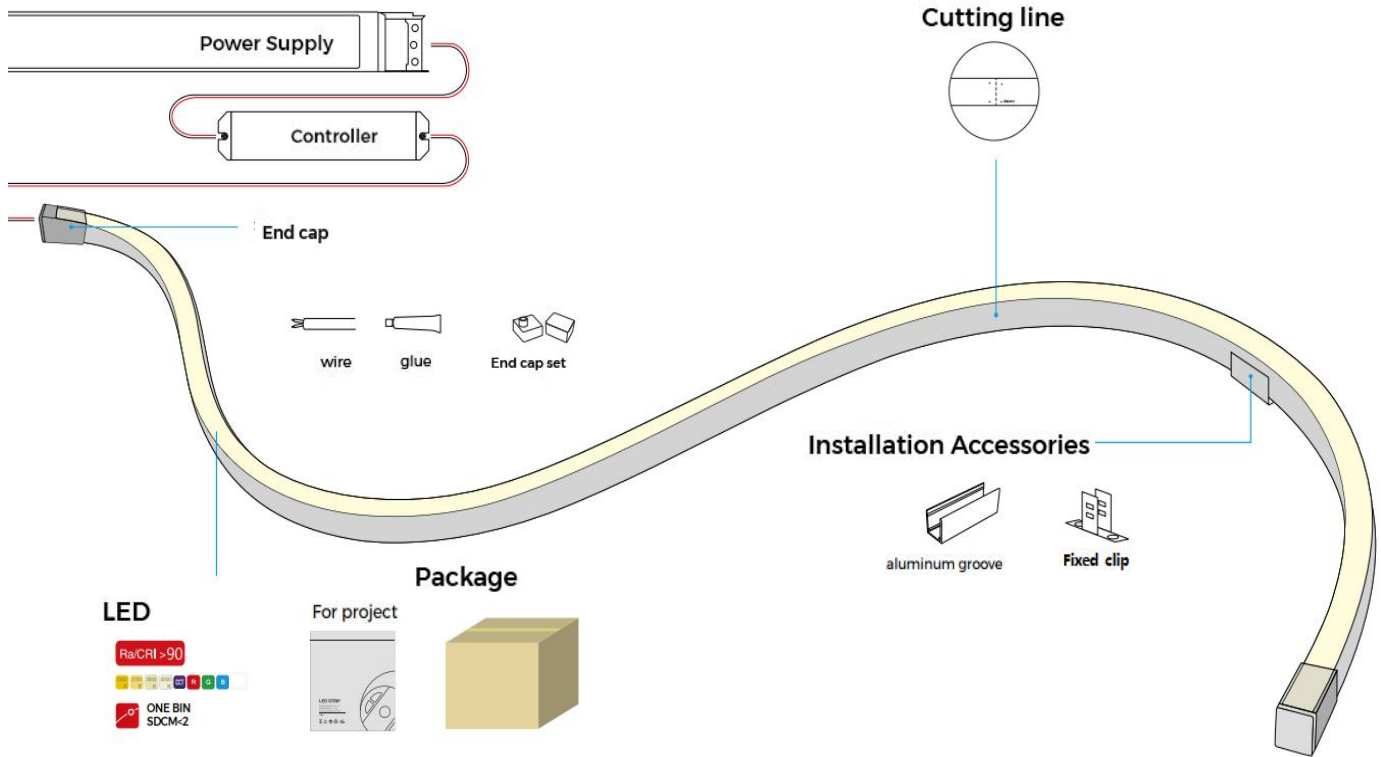 Power Supply
Controller
Cutting line
End cap
wire
glue
End cap set
Installation Accessories
aluminum groove
Fixed clip
Package
For project
LED STRIP
LED
Ra/CRI >90
CCT R G B
ONE BIN
SDCM<2